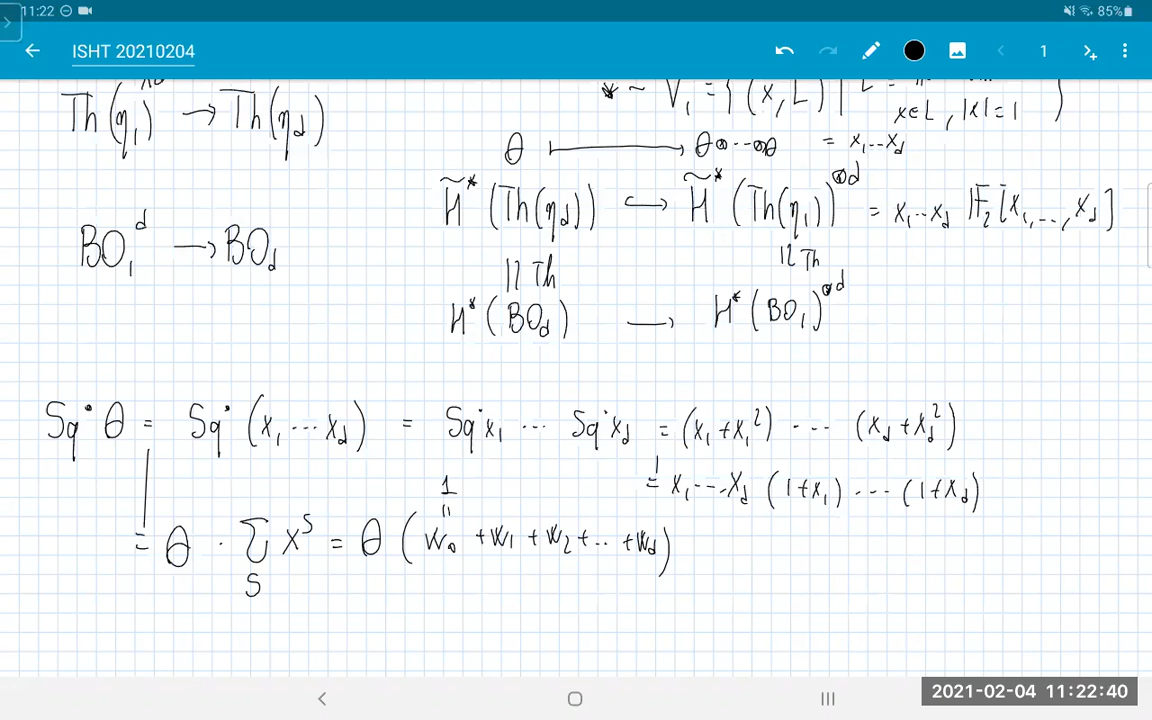 11:22
85%
ISHT 20210204
1
Th(η₁) → Th(η_d)
V₁ = {(x, L) |
x∈L, |x|=1
θ ⟼ θ⊗···⊗θ = x₁···x_d
H̃*(Th(η_d)) ↪ H̃*(Th(η₁))^{⊗d} = x₁···x_d 𝔽₂[x₁,...,x_d]
BO₁^d → BO_d
≅ Th
≅ Th
H*(BO_d) → H*(BO₁)^{⊗d}
Sq• θ = Sq•(x₁···x_d) = Sq•x₁ ··· Sq•x_d = (x₁+x₁²) ··· (x_d+x_d²)
= x₁···x_d (1+x₁) ··· (1+x_d)
1
=
= θ · Σ_S x^S = θ (w₀ + w₁ + w₂ + ·· + w_d)
2021-02-04 11:22:40